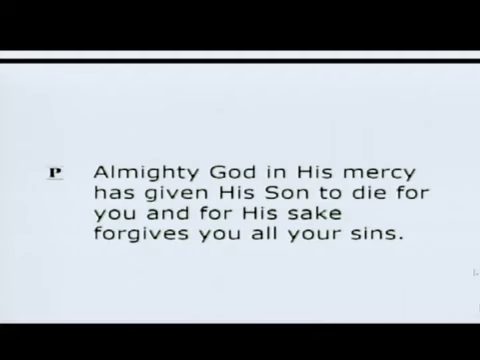 P Almighty God in His mercy
has given His Son to die for
you and for His sake
forgives you all your sins.